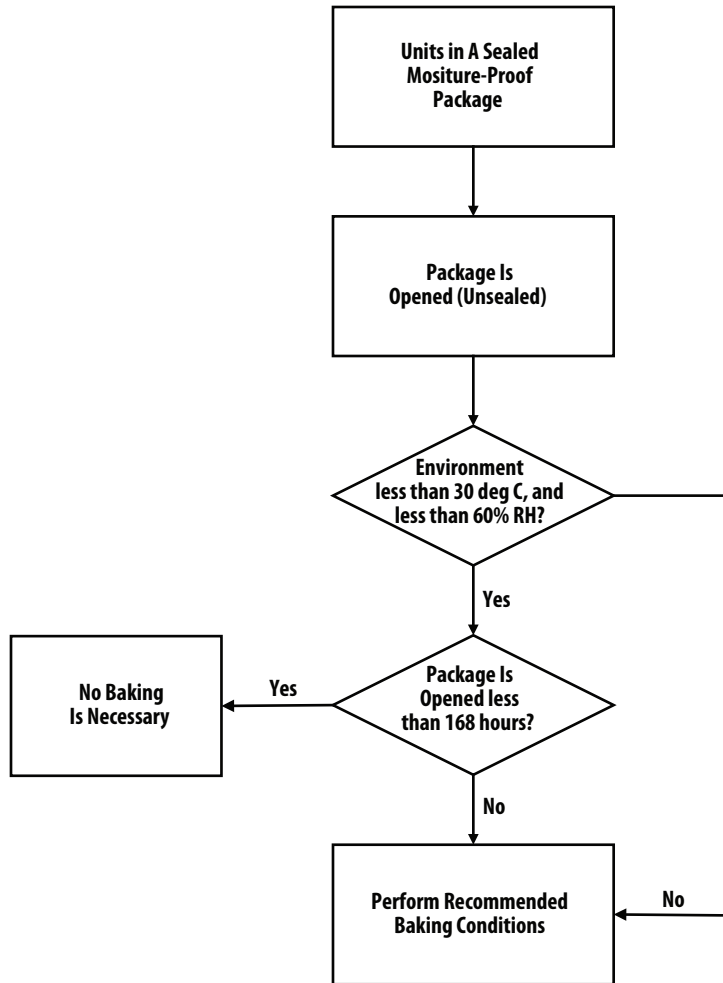 Units in A Sealed
Mositure-Proof
Package
Package Is
Opened (Unsealed)
Environment
less than 30 deg C, and
less than 60% RH?
Yes
Package Is
Opened less
than 168 hours?
Yes
No Baking
Is Necessary
No
Perform Recommended
Baking Conditions
No